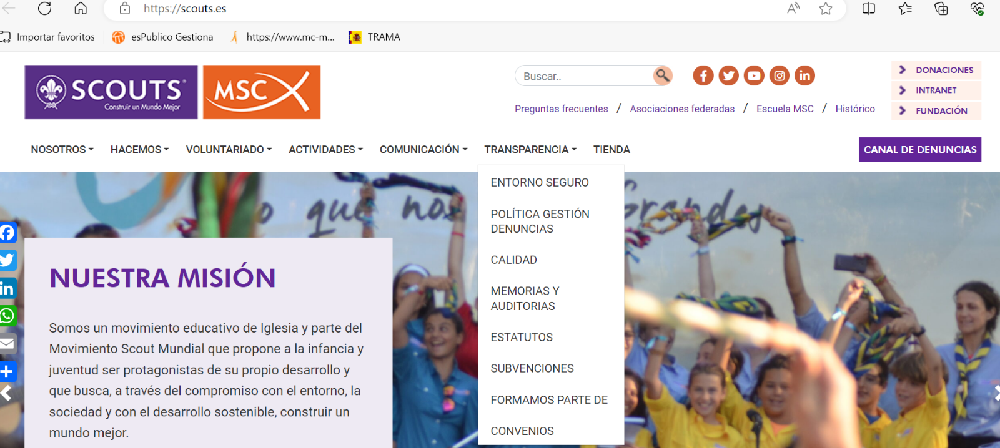 https://scouts.es
Importar favoritos
esPublico Gestiona
https://www.mc-m...
TRAMA
SCOUTS®
Construir un Mundo Mejor
MSC
Buscar..
DONACIONES
INTRANET
FUNDACIÓN
Preguntas frecuentes / Asociaciones federadas / Escuela MSC / Histórico
NOSOTROS HACEMOS VOLUNTARIADO ACTIVIDADES COMUNICACIÓN TRANSPARENCIA TIENDA
CANAL DE DENUNCIAS
ENTORNO SEGURO
POLÍTICA GESTIÓN
DENUNCIAS
CALIDAD
MEMORIAS Y
AUDITORIAS
ESTATUTOS
SUBVENCIONES
FORMAMOS PARTE DE
CONVENIOS
que nos
Grandes
NUESTRA MISIÓN
Somos un movimiento educativo de Iglesia y parte del
Movimiento Scout Mundial que propone a la infancia y
juventud ser protagonistas de su propio desarrollo y
que busca, a través del compromiso con el entorno, la
sociedad y con el desarrollo sostenible, construir un
mundo mejor.